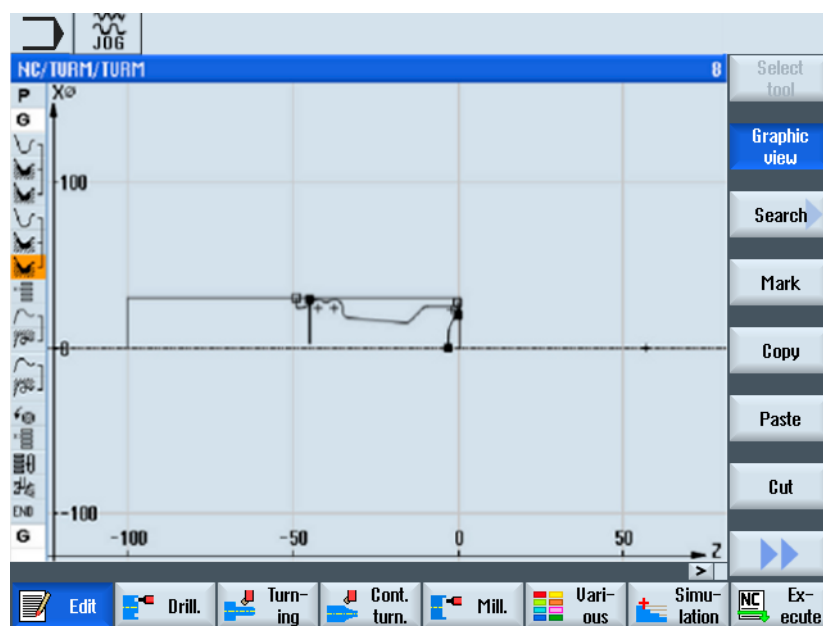 JOG
NC/TURM/TURM 8
Select
tool
P X⌀
G
Graphic
view
100
Search
Mark
0
Copy
Paste
Cut
END -100
G -100 -50 0 50 Z
>
Edit
Drill.
Turn-
ing
Cont.
turn.
Mill.
Vari-
ous
Simu-
lation
NC Ex-
ecute